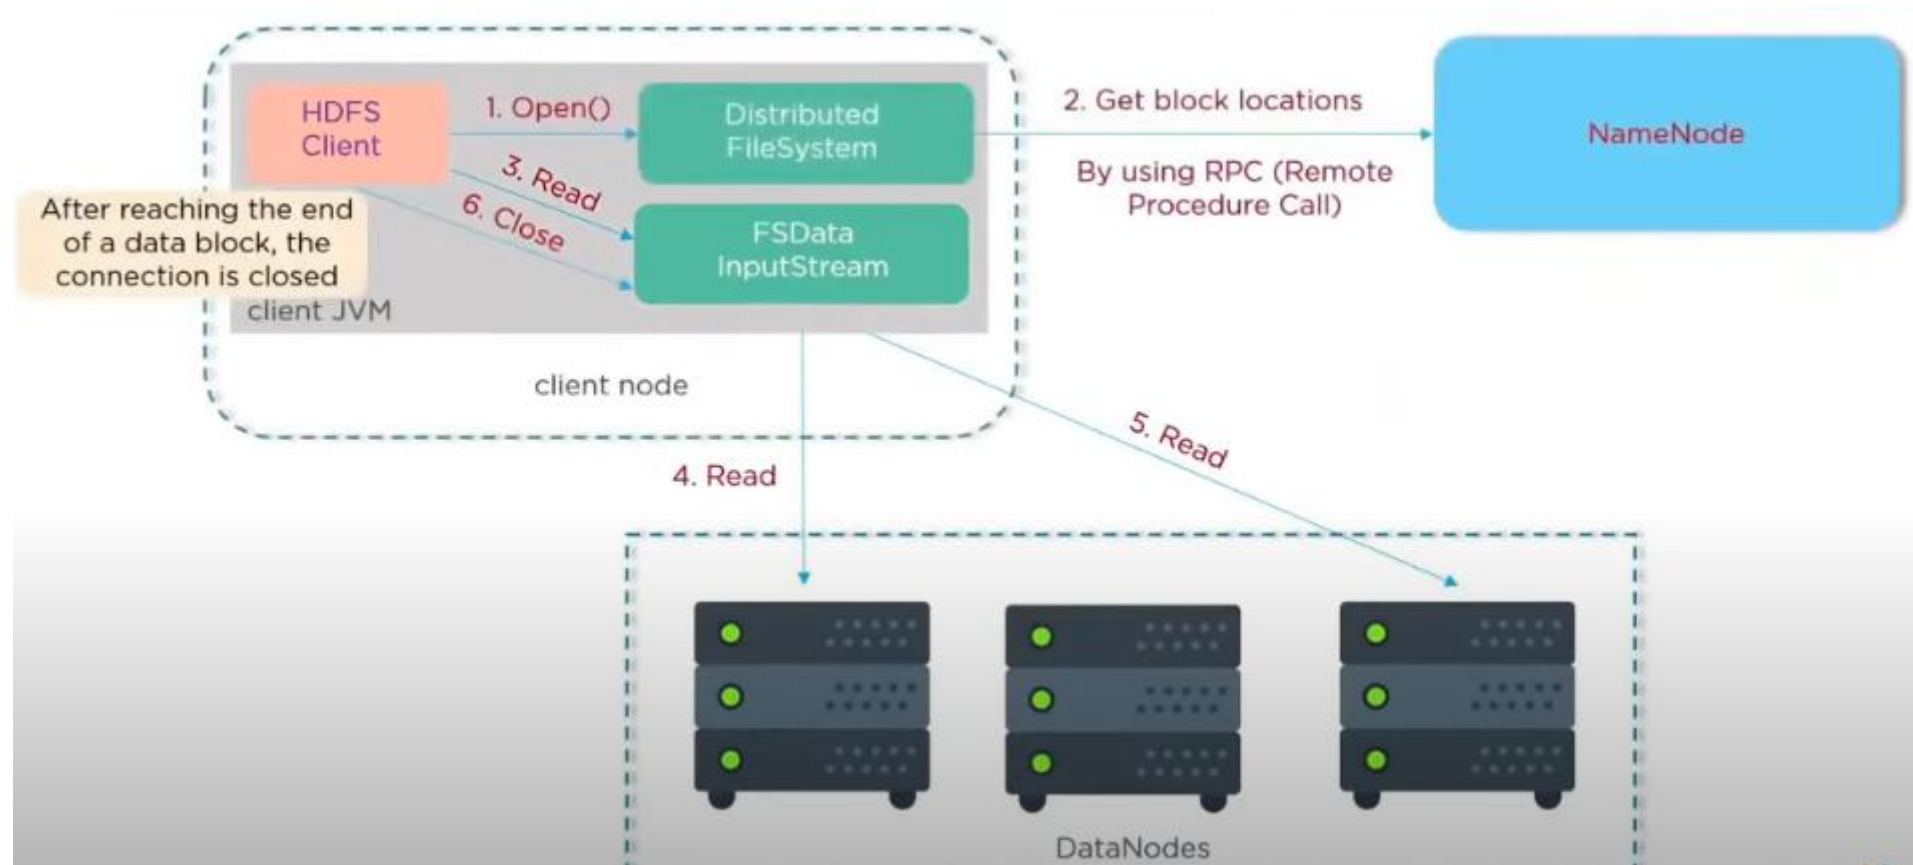 HDFS
Client
1. Open()
Distributed
FileSystem
2. Get block locations
By using RPC (Remote
Procedure Call)
NameNode
3. Read
6. Close
FSData
InputStream
After reaching the end
of a data block, the
connection is closed
client JVM
client node
4. Read
5. Read
DataNodes